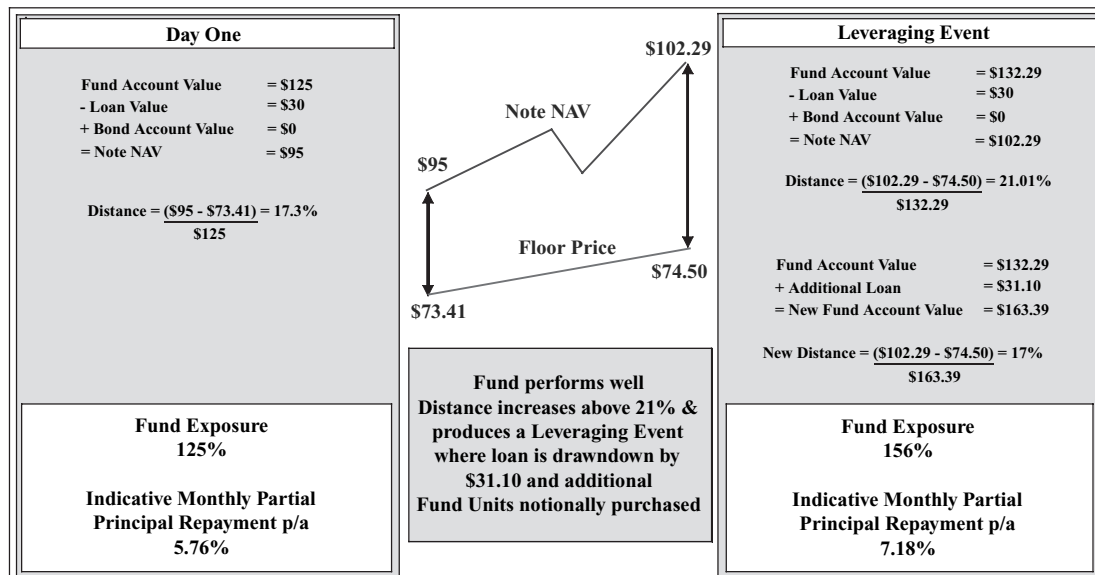 Day One
Fund Account Value = $125
- Loan Value = $30
+ Bond Account Value = $0
= Note NAV = $95
Distance = ($95 - $73.41) = 17.3%
$125
Fund Exposure
125%
Indicative Monthly Partial
Principal Repayment p/a
5.76%
$102.29
Note NAV
$95
Floor Price
$74.50
$73.41
Fund performs well
Distance increases above 21% &
produces a Leveraging Event
where loan is drawndown by
$31.10 and additional
Fund Units notionally purchased
Leveraging Event
Fund Account Value = $132.29
- Loan Value = $30
+ Bond Account Value = $0
= Note NAV = $102.29
Distance = ($102.29 - $74.50) = 21.01%
$132.29
Fund Account Value = $132.29
+ Additional Loan = $31.10
= New Fund Account Value = $163.39
New Distance = ($102.29 - $74.50) = 17%
$163.39
Fund Exposure
156%
Indicative Monthly Partial
Principal Repayment p/a
7.18%